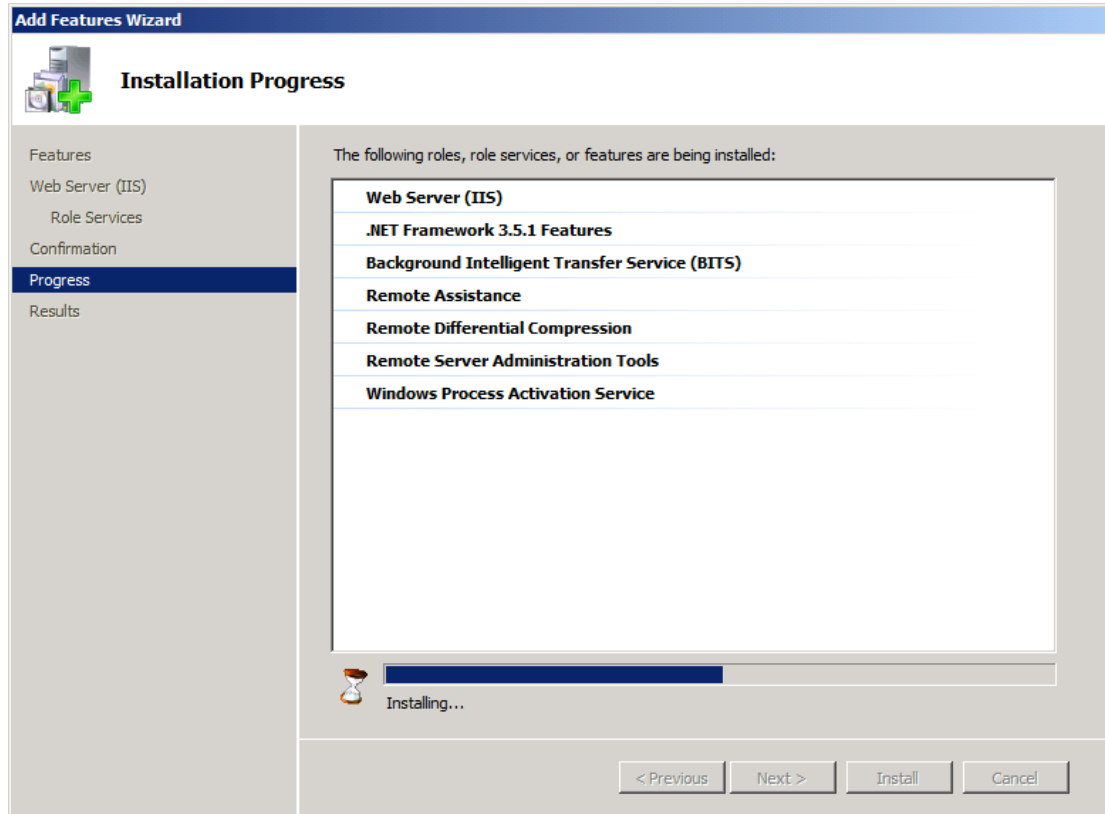 Add Features Wizard
Installation Progress
Features
Web Server (IIS)
Role Services
Confirmation
Progress
Results
The following roles, role services, or features are being installed:
Web Server (IIS)
.NET Framework 3.5.1 Features
Background Intelligent Transfer Service (BITS)
Remote Assistance
Remote Differential Compression
Remote Server Administration Tools
Windows Process Activation Service
Installing...
< Previous
Next >
Install
Cancel